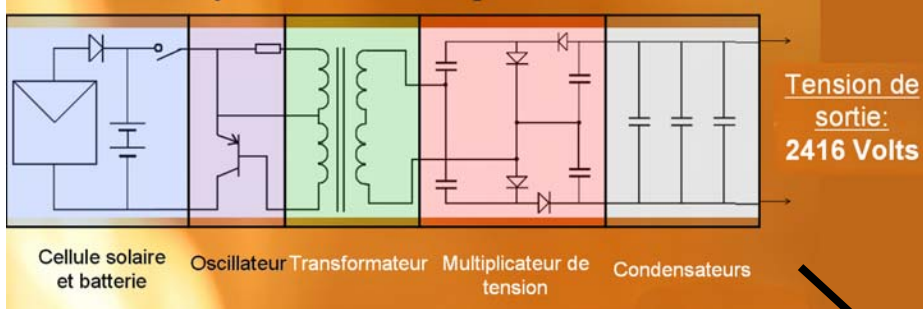 Tension de
sortie:
2416 Volts
Cellule solaire
et batterie
Oscillateur
Transformateur
Multiplicateur de
tension
Condensateurs